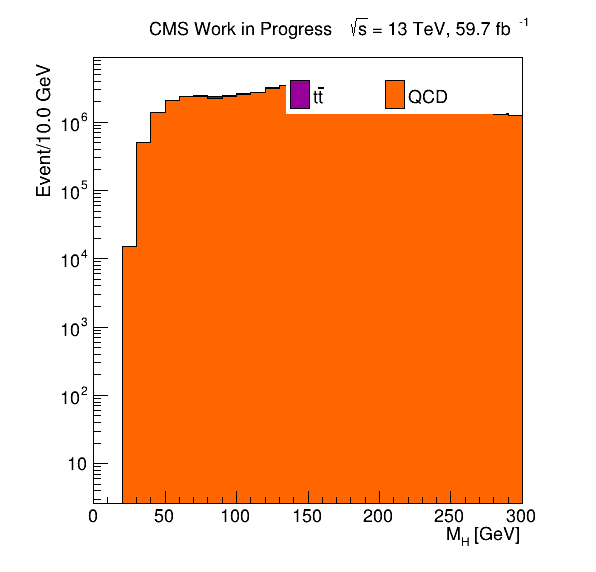 CMS Work in Progress √s = 13 TeV, 59.7 fb⁻¹
Event/10.0 GeV
tt̄ QCD
10⁶
10⁵
10⁴
10³
10²
10
0 50 100 150 200 250 300
M_H [GeV]